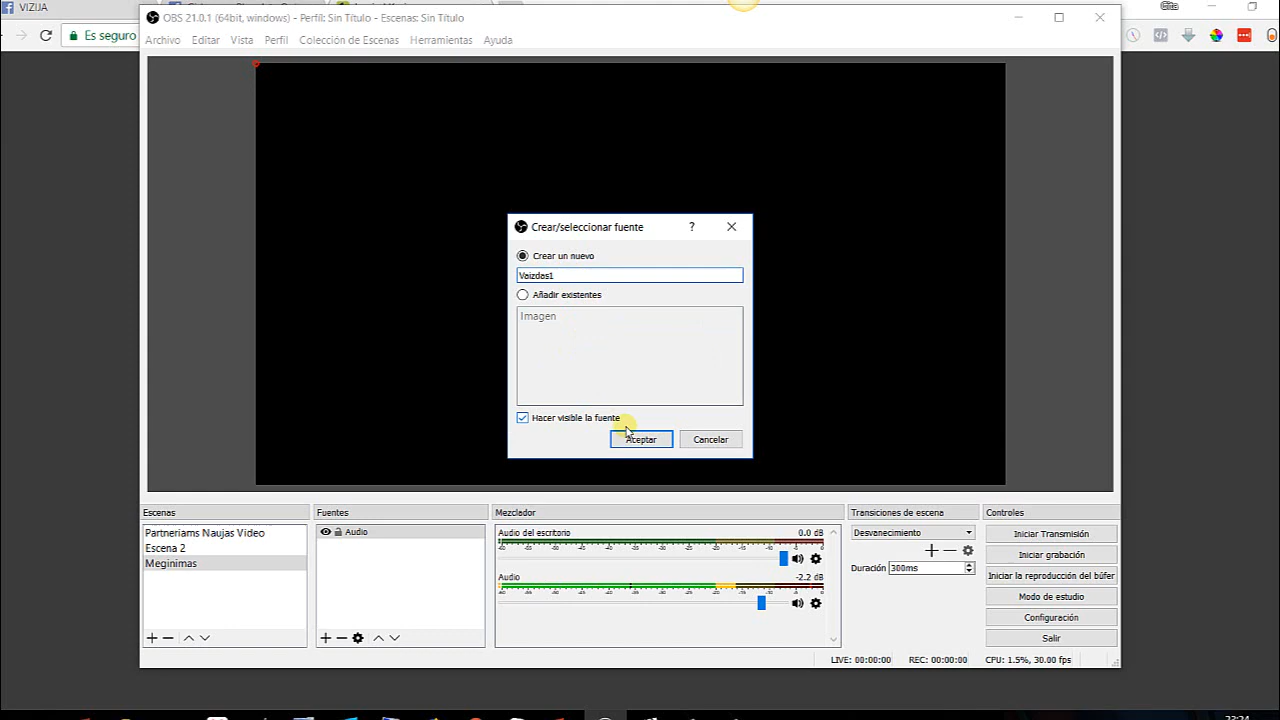 VIZIJA
Gita
Es seguro
OBS 21.0.1 (64bit, windows) - Perfil: Sin Título - Escenas: Sin Título
Archivo Editar Vista Perfil Colección de Escenas Herramientas Ayuda
Crear/seleccionar fuente ?
Crear un nuevo
Vaizdas1
Añadir existentes
Imagen
Hacer visible la fuente
Aceptar Cancelar
Escenas
Partneriams Naujas Video
Escena 2
Meginimas
Fuentes
Audio
Mezclador
Audio del escritorio 0.0 dB
Audio -2.2 dB
Transiciones de escena
Desvanecimiento
Duración 300ms
Controles
Iniciar Transmisión
Iniciar grabación
Iniciar la reproducción del búfer
Modo de estudio
Configuración
Salir
LIVE: 00:00:00 REC: 00:00:00 CPU: 1.5%, 30.00 fps
23:24